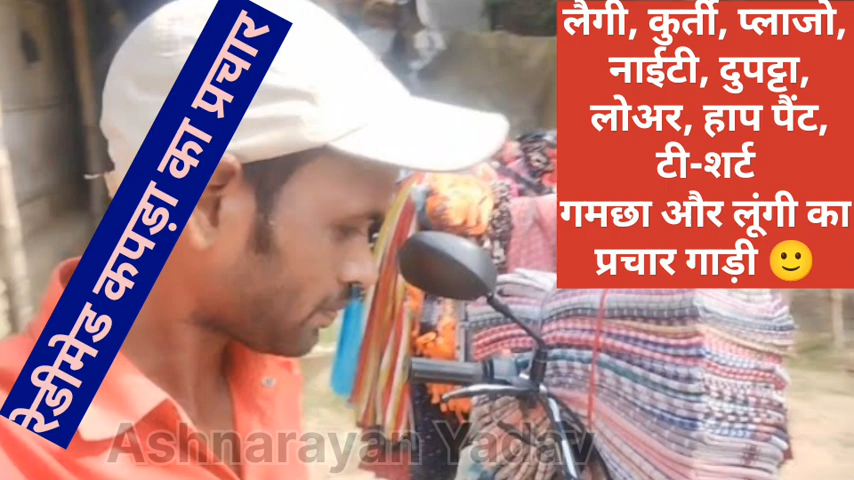 रेडीमेड कपड़ा का प्रचार
लैगी, कुर्ती, प्लाजो,
नाईटी, दुपट्टा,
लोअर, हाप पैंट,
टी-शर्ट
गमछा और लूंगी का
प्रचार गाड़ी 🙂
Ashnarayan Yadav